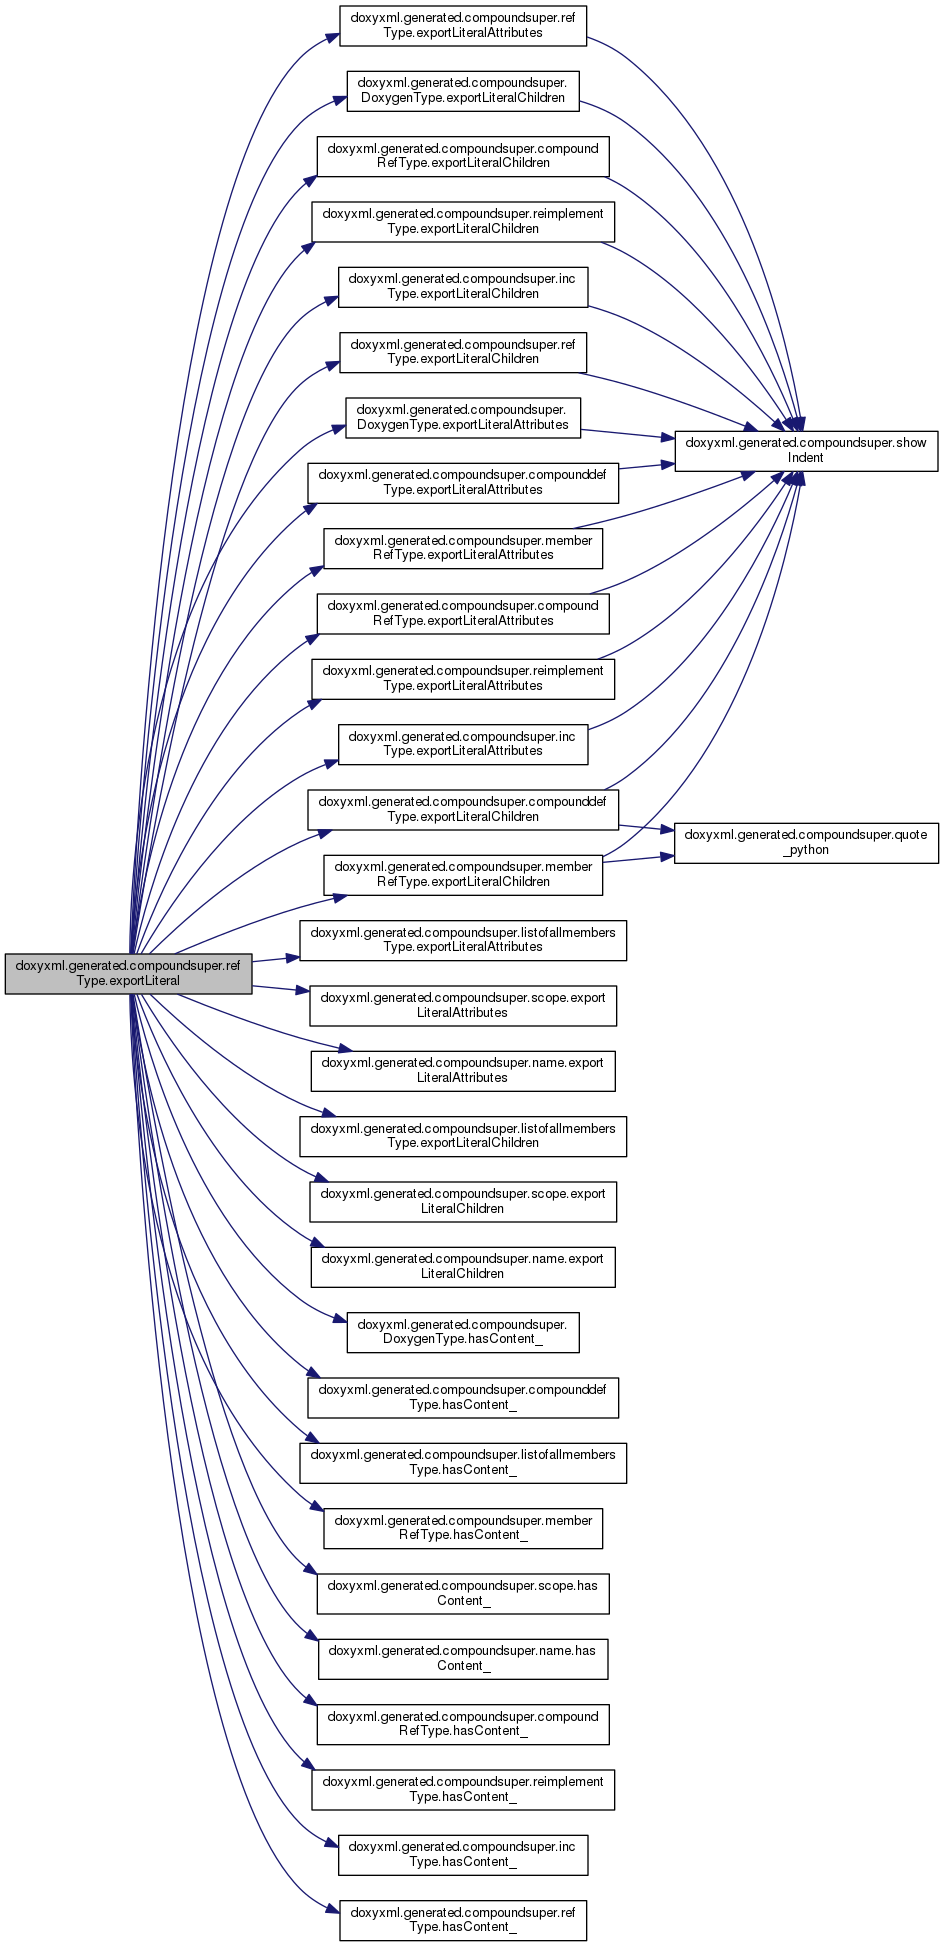 doxyxml.generated.compoundsuper.ref
Type.exportLiteralAttributes
doxyxml.generated.compoundsuper.
DoxygenType.exportLiteralChildren
doxyxml.generated.compoundsuper.compound
RefType.exportLiteralChildren
doxyxml.generated.compoundsuper.reimplement
Type.exportLiteralChildren
doxyxml.generated.compoundsuper.inc
Type.exportLiteralChildren
doxyxml.generated.compoundsuper.ref
Type.exportLiteralChildren
doxyxml.generated.compoundsuper.
DoxygenType.exportLiteralAttributes
doxyxml.generated.compoundsuper.show
Indent
doxyxml.generated.compoundsuper.compounddef
Type.exportLiteralAttributes
doxyxml.generated.compoundsuper.member
RefType.exportLiteralAttributes
doxyxml.generated.compoundsuper.compound
RefType.exportLiteralAttributes
doxyxml.generated.compoundsuper.reimplement
Type.exportLiteralAttributes
doxyxml.generated.compoundsuper.inc
Type.exportLiteralAttributes
doxyxml.generated.compoundsuper.compounddef
Type.exportLiteralChildren
doxyxml.generated.compoundsuper.quote
_python
doxyxml.generated.compoundsuper.member
RefType.exportLiteralChildren
doxyxml.generated.compoundsuper.listofallmembers
Type.exportLiteralAttributes
doxyxml.generated.compoundsuper.ref
Type.exportLiteral
doxyxml.generated.compoundsuper.scope.export
LiteralAttributes
doxyxml.generated.compoundsuper.name.export
LiteralAttributes
doxyxml.generated.compoundsuper.listofallmembers
Type.exportLiteralChildren
doxyxml.generated.compoundsuper.scope.export
LiteralChildren
doxyxml.generated.compoundsuper.name.export
LiteralChildren
doxyxml.generated.compoundsuper.
DoxygenType.hasContent_
doxyxml.generated.compoundsuper.compounddef
Type.hasContent_
doxyxml.generated.compoundsuper.listofallmembers
Type.hasContent_
doxyxml.generated.compoundsuper.member
RefType.hasContent_
doxyxml.generated.compoundsuper.scope.has
Content_
doxyxml.generated.compoundsuper.name.has
Content_
doxyxml.generated.compoundsuper.compound
RefType.hasContent_
doxyxml.generated.compoundsuper.reimplement
Type.hasContent_
doxyxml.generated.compoundsuper.inc
Type.hasContent_
doxyxml.generated.compoundsuper.ref
Type.hasContent_